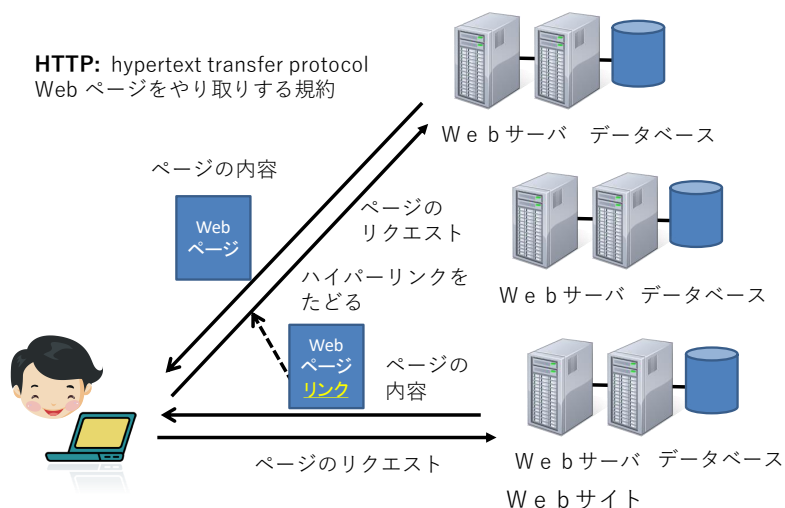 HTTP: hypertext transfer protocol
Web ページをやり取りする規約
Ｗｅｂサーバ データベース
ページの内容
Web
ページ
ページの
リクエスト
ハイパーリンクを
たどる
Ｗｅｂサーバ データベース
Web
ページ
リンク
ページの
内容
ページのリクエスト
Ｗｅｂサーバ データベース
Ｗｅｂサイト